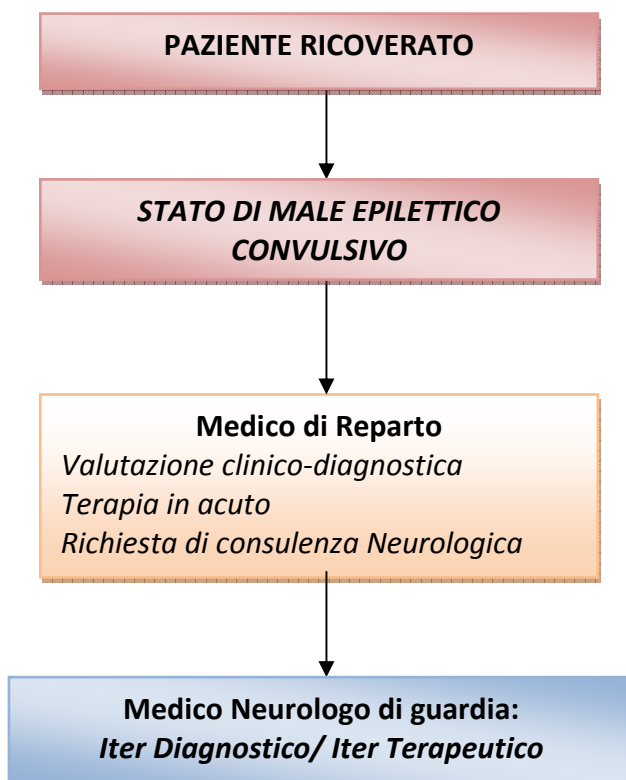 PAZIENTE RICOVERATO
STATO DI MALE EPILETTICO
CONVULSIVO
Medico di Reparto
Valutazione clinico-diagnostica
Terapia in acuto
Richiesta di consulenza Neurologica
Medico Neurologo di guardia:
Iter Diagnostico/ Iter Terapeutico